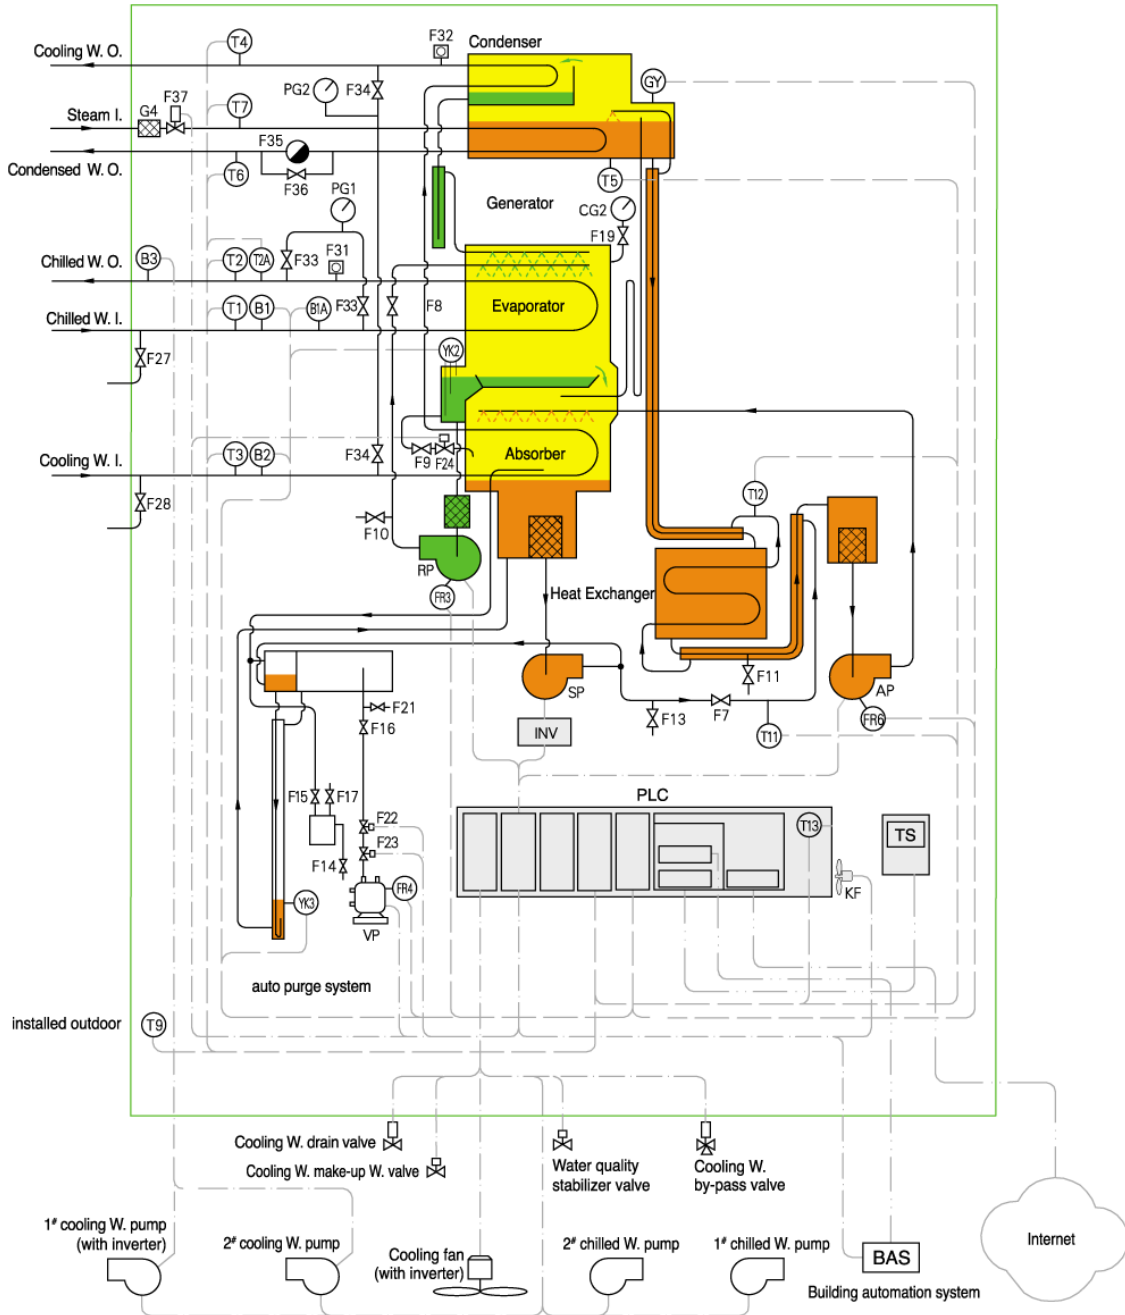 Cooling W. O.
T4
F32
Condenser
PG2
F34
GY
G4
F37
Steam I.
T7
F35
Condensed W. O.
T6
F36
T5
PG1
Generator
CG2
F19
B3
F31
Chilled W. O.
T2
T2A
F33
Evaporator
F8
Chilled W. I.
T1
B1
B1A
F33
YK2
F27
Cooling W. I.
T3
B2
F34
F9
F24
Absorber
F28
T12
F10
RP
FR3
Heat Exchanger
F11
SP
AP
F21
F16
F13
F7
T11
FR6
INV
PLC
F15
F17
F22
T13
TS
F23
F14
FR4
KF
YK3
VP
auto purge system
installed outdoor
T9
Cooling W. drain valve
Cooling W. make-up W. valve
Water quality
stabilizer valve
Cooling W.
by-pass valve
1# cooling W. pump
(with inverter)
2# cooling W. pump
Cooling fan
(with inverter)
2# chilled W. pump
1# chilled W. pump
BAS
Building automation system
Internet